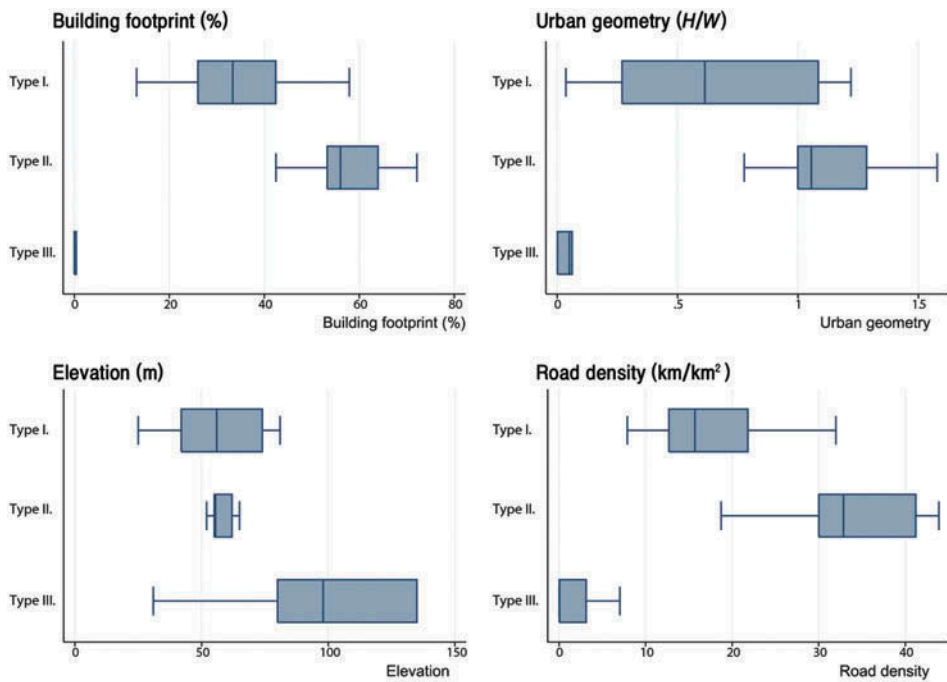 Building footprint (%)
Type I.
Type II.
Type III.
0 20 40 60 80
Building footprint (%)
Urban geometry (H/W)
Type I.
Type II.
Type III.
0 .5 1 15
Urban geometry
Elevation (m)
Type I.
Type II.
Type III.
0 50 100 150
Elevation
Road density (km/km²)
Type I.
Type II.
Type III.
0 10 20 30 40
Road density